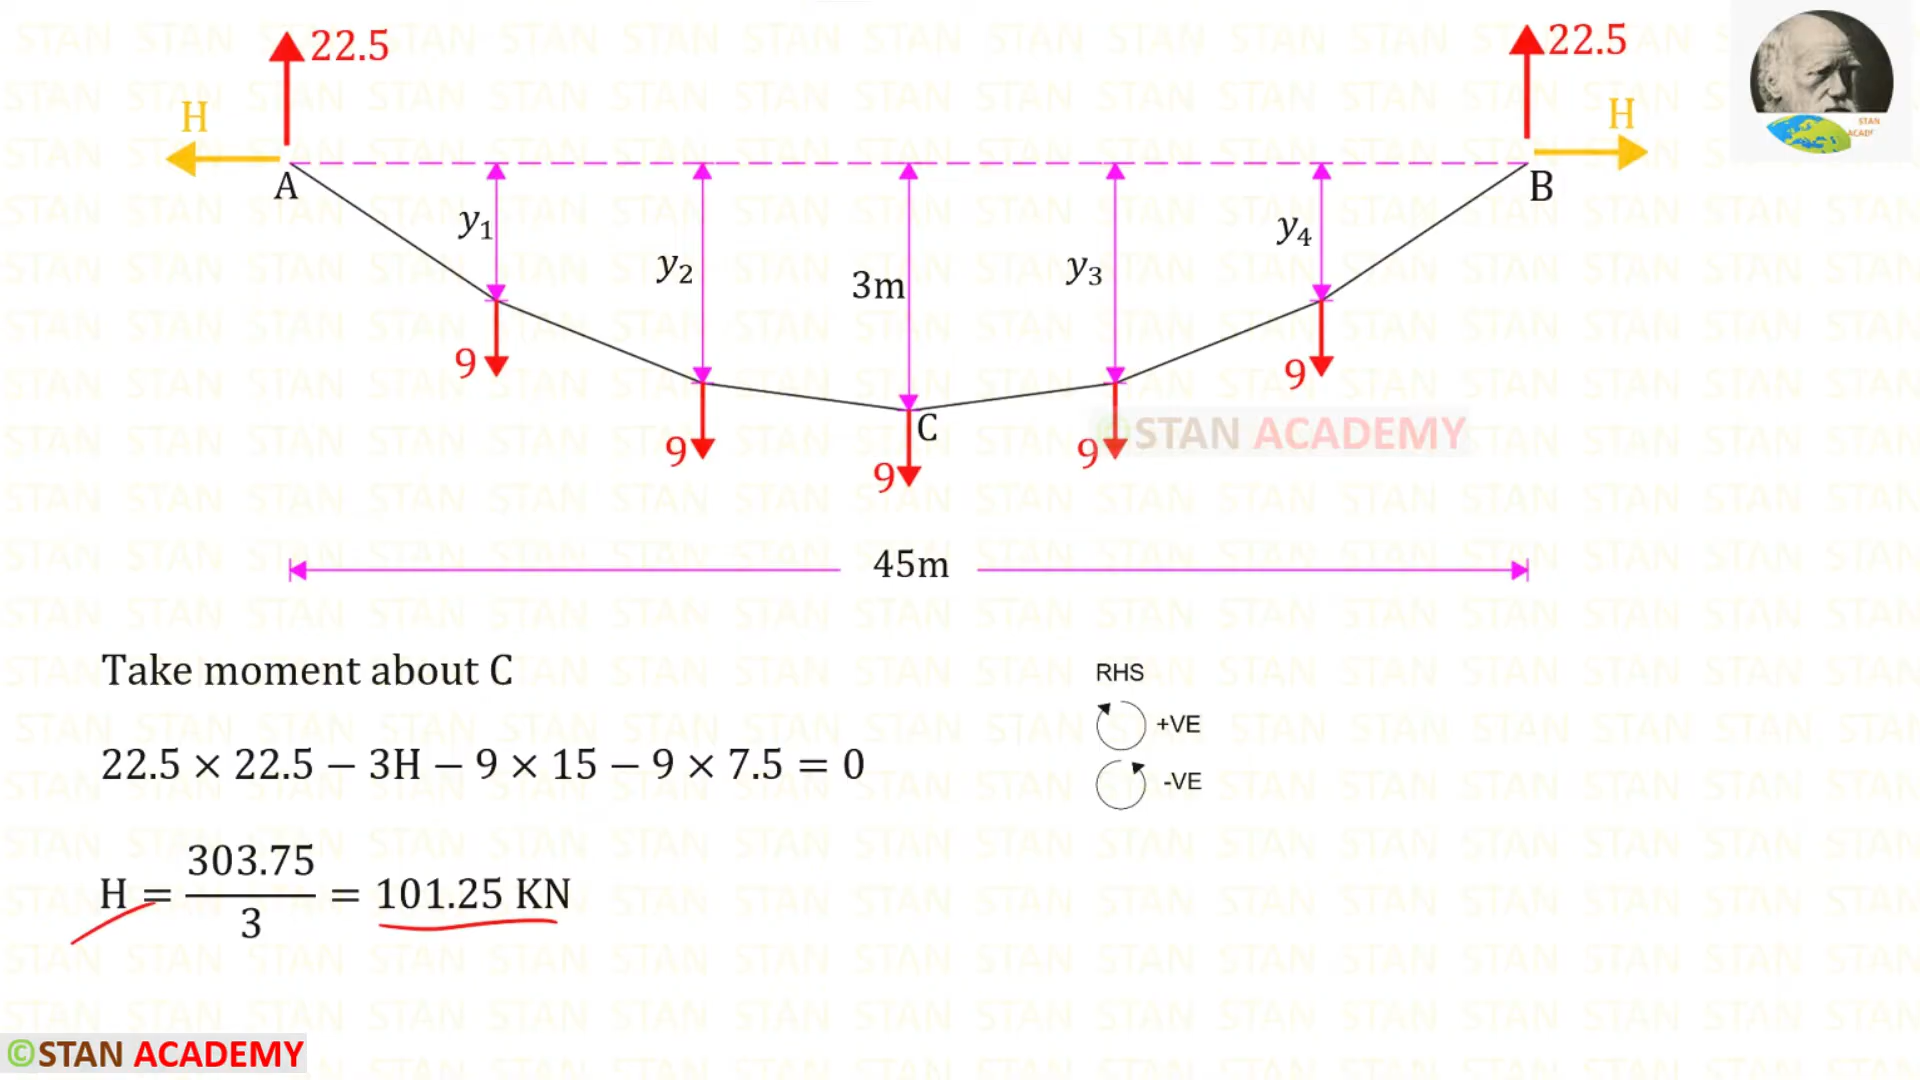 22.5
22.5
H
H
A
B
y₁
y₂
3m
y₃
y₄
9
9
9
C
9
9
©STAN ACADEMY
45m
Take moment about C
22.5 × 22.5 − 3H − 9 × 15 − 9 × 7.5 = 0
H = 303.75/3 = 101.25 KN
RHS
+VE
-VE
©STAN ACADEMY